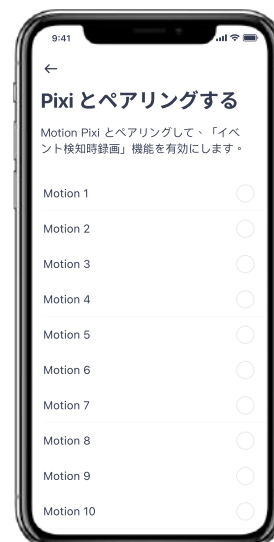 9:41
Pixi とペアリングする
Motion Pixi とペアリングして、「イベ
ント検知時録画」機能を有効にします。
Motion 1
Motion 2
Motion 3
Motion 4
Motion 5
Motion 6
Motion 7
Motion 8
Motion 9
Motion 10